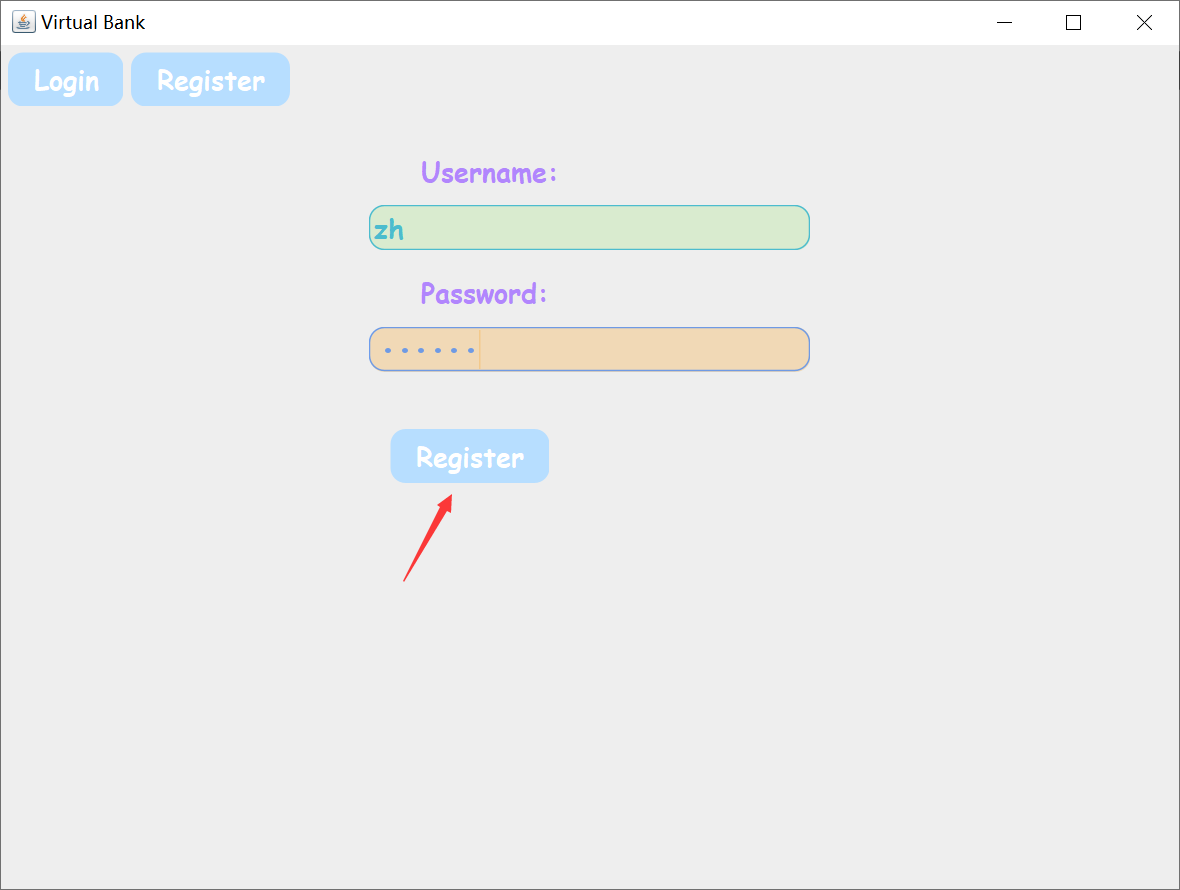 Virtual Bank
Login Register
Username:
zh
Password:
••••••
Register